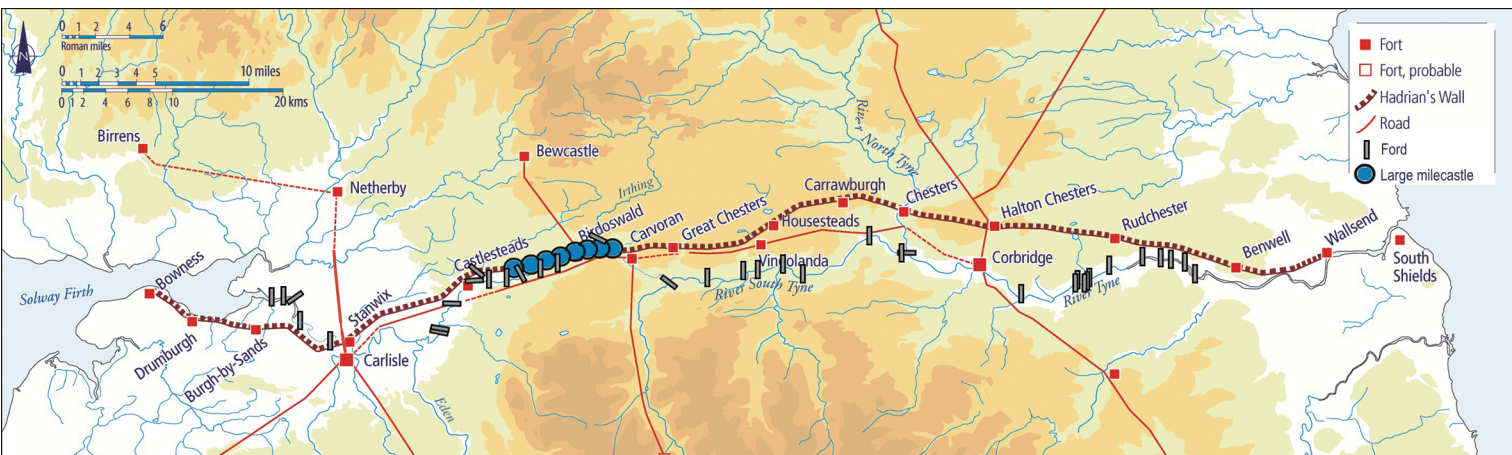 0 1 2 4 6
Roman miles
N
0 1 2 3 4 5 10 miles
0 1 2 4 6 8 10 20 kms
Fort
Fort, probable
Hadrian's Wall
Road
Ford
Large milecastle
Birrens
Netherby
Bewcastle
Irthing
River North Tyne
Solway Firth
Bowness
Drumburgh
Burgh-by-Sands
Stanwix
Carlisle
Eden
Castlesteads
Birdoswald
Carvoran
Great Chesters
Housesteads
Vindolanda
River South Tyne
Carrawburgh
Chesters
Halton Chesters
Corbridge
River Tyne
Rudchester
Benwell
Wallsend
South
Shields